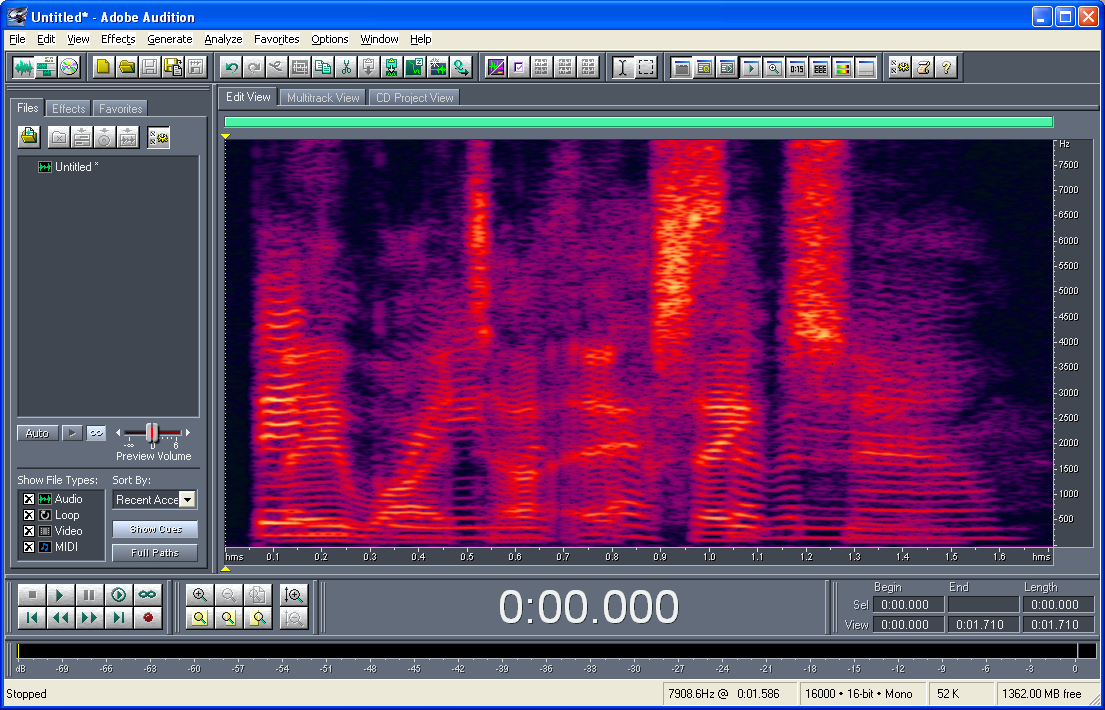 Untitled* - Adobe Audition
File Edit View Effects Generate Analyze Favorites Options Window Help
Files Effects Favorites
Edit View Multitrack View CD Project View
Untitled *
Hz
7500
7000
6500
6000
5500
5000
4500
4000
3500
3000
2500
2000
1500
1000
500
hms 0.1 0.2 0.3 0.4 0.5 0.6 0.7 0.8 0.9 1.0 1.1 1.2 1.3 1.4 1.5 1.6 hms
Auto
-∞ 0 6
Preview Volume
Show File Types: Sort By:
Audio
Loop
Video
MIDI
Recent Acce
Show Cues
Full Paths
0:00.000
Begin End Length
Sel 0:00.000 0:00.000
View 0:00.000 0:01.710 0:01.710
dB -69 -66 -63 -60 -57 -54 -51 -48 -45 -42 -39 -36 -33 -30 -27 -24 -21 -18 -15 -12 -9 -6 -3 0
Stopped
7908.6Hz @ 0:01.586 16000 • 16-bit • Mono 52 K 1362.00 MB free